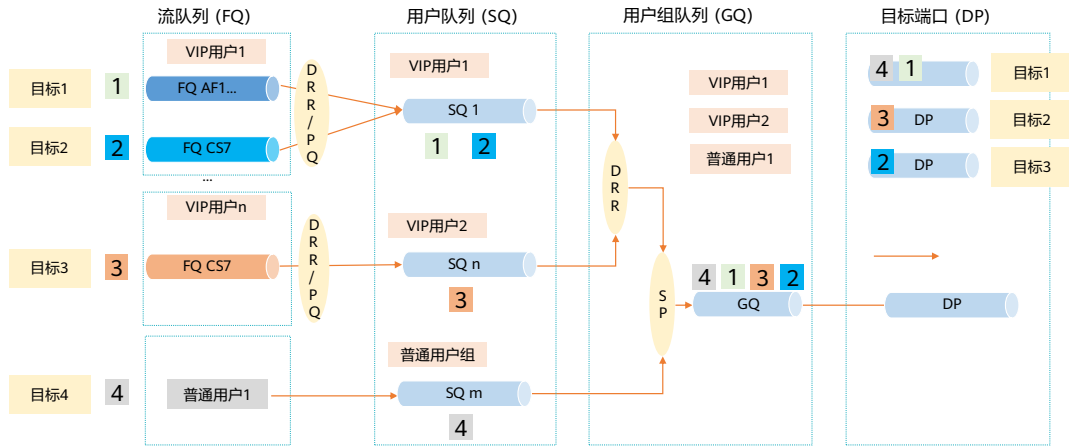 流队列 (FQ)
用户队列 (SQ)
用户组队列 (GQ)
目标端口 (DP)
VIP用户1
目标1
1
FQ AF1...
目标2
2
FQ CS7
DRR/PQ
...
VIP用户n
目标3
3
FQ CS7
DRR/PQ
目标4
4
普通用户1
VIP用户1
SQ 1
1
2
VIP用户2
SQ n
3
普通用户组
SQ m
4
DRR
SP
VIP用户1
VIP用户2
普通用户1
4
1
3
2
GQ
4
1
目标1
3
DP
目标2
2
DP
目标3
DP